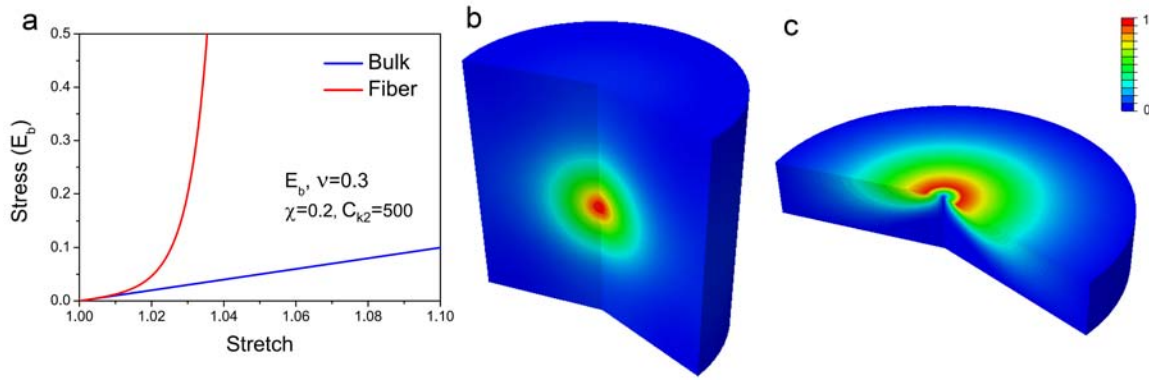 a
0.5
0.4
0.3
0.2
0.1
0.0
Stress (E_b)
Bulk
Fiber
E_b, ν=0.3
χ=0.2, C_k2=500
1.00 1.02 1.04 1.06 1.08 1.10
Stretch
b
c
1
0